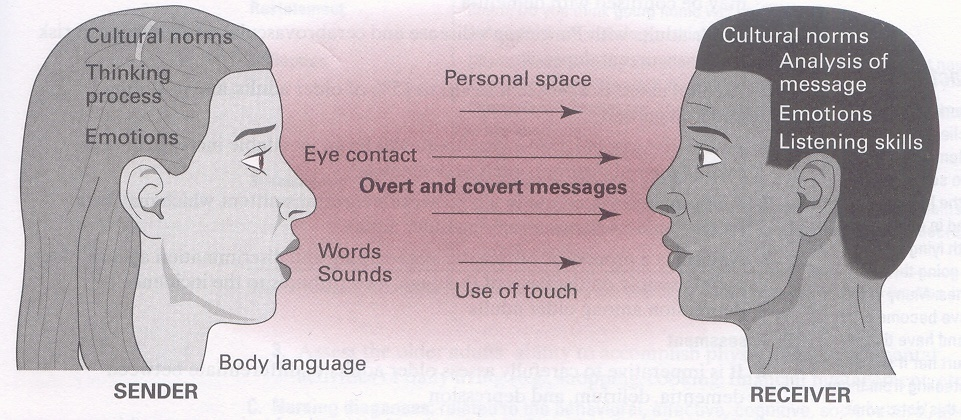 Cultural norms
Thinking
process
Emotions
Eye contact
Words
Sounds
Body language
SENDER
Personal space
Overt and covert messages
Use of touch
Cultural norms
Analysis of
message
Emotions
Listening skills
RECEIVER